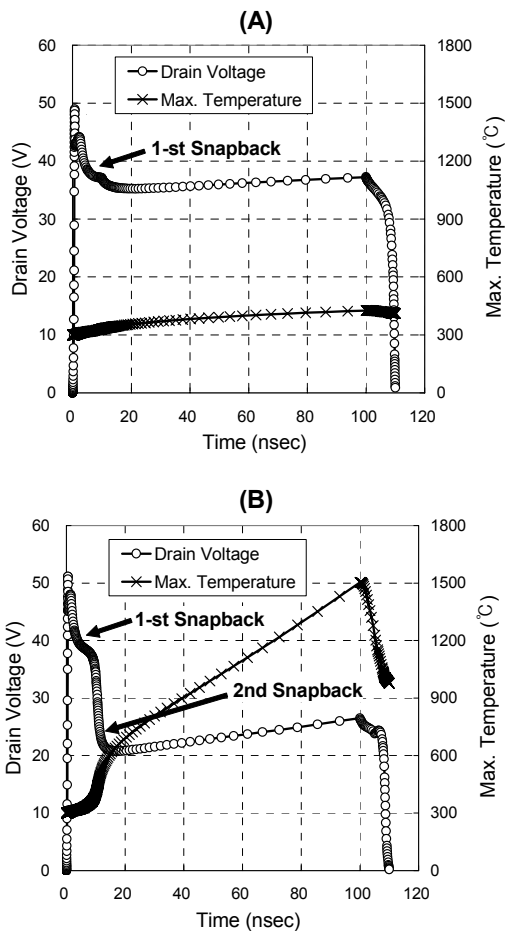 (A)
60
50
40
30
20
10
0
Drain Voltage (V)
Drain Voltage
Max. Temperature
1-st Snapback
1800
1500
1200
900
600
300
0
Max. Temperature (℃)
0 20 40 60 80 100 120
Time (nsec)
(B)
60
50
40
30
20
10
0
Drain Voltage (V)
Drain Voltage
Max. Temperature
1-st Snapback
2nd Snapback
1800
1500
1200
900
600
300
0
Max. Temperature (℃)
0 20 40 60 80 100 120
Time (nsec)